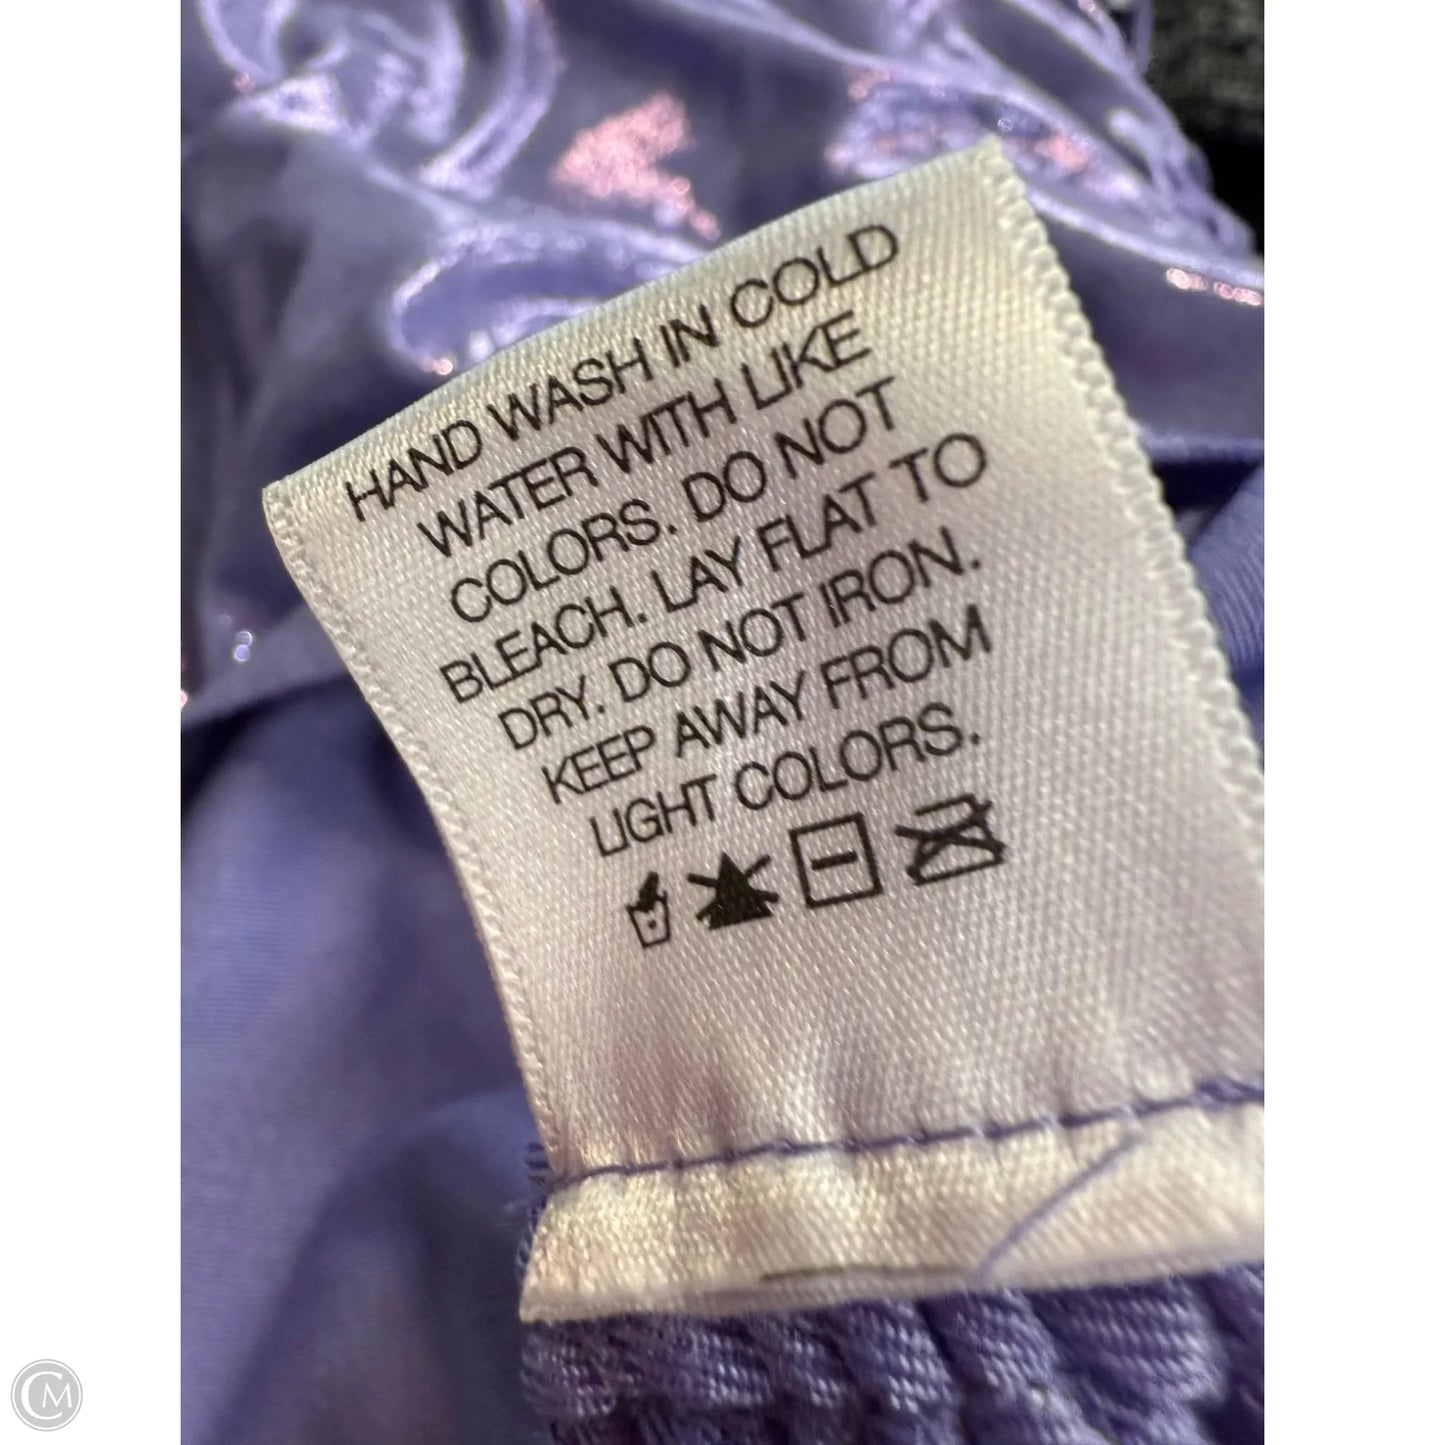 HAND WASH IN COLD
WATER WITH LIKE
COLORS. DO NOT
BLEACH. LAY FLAT TO
DRY. DO NOT IRON.
KEEP AWAY FROM
LIGHT COLORS.
CM